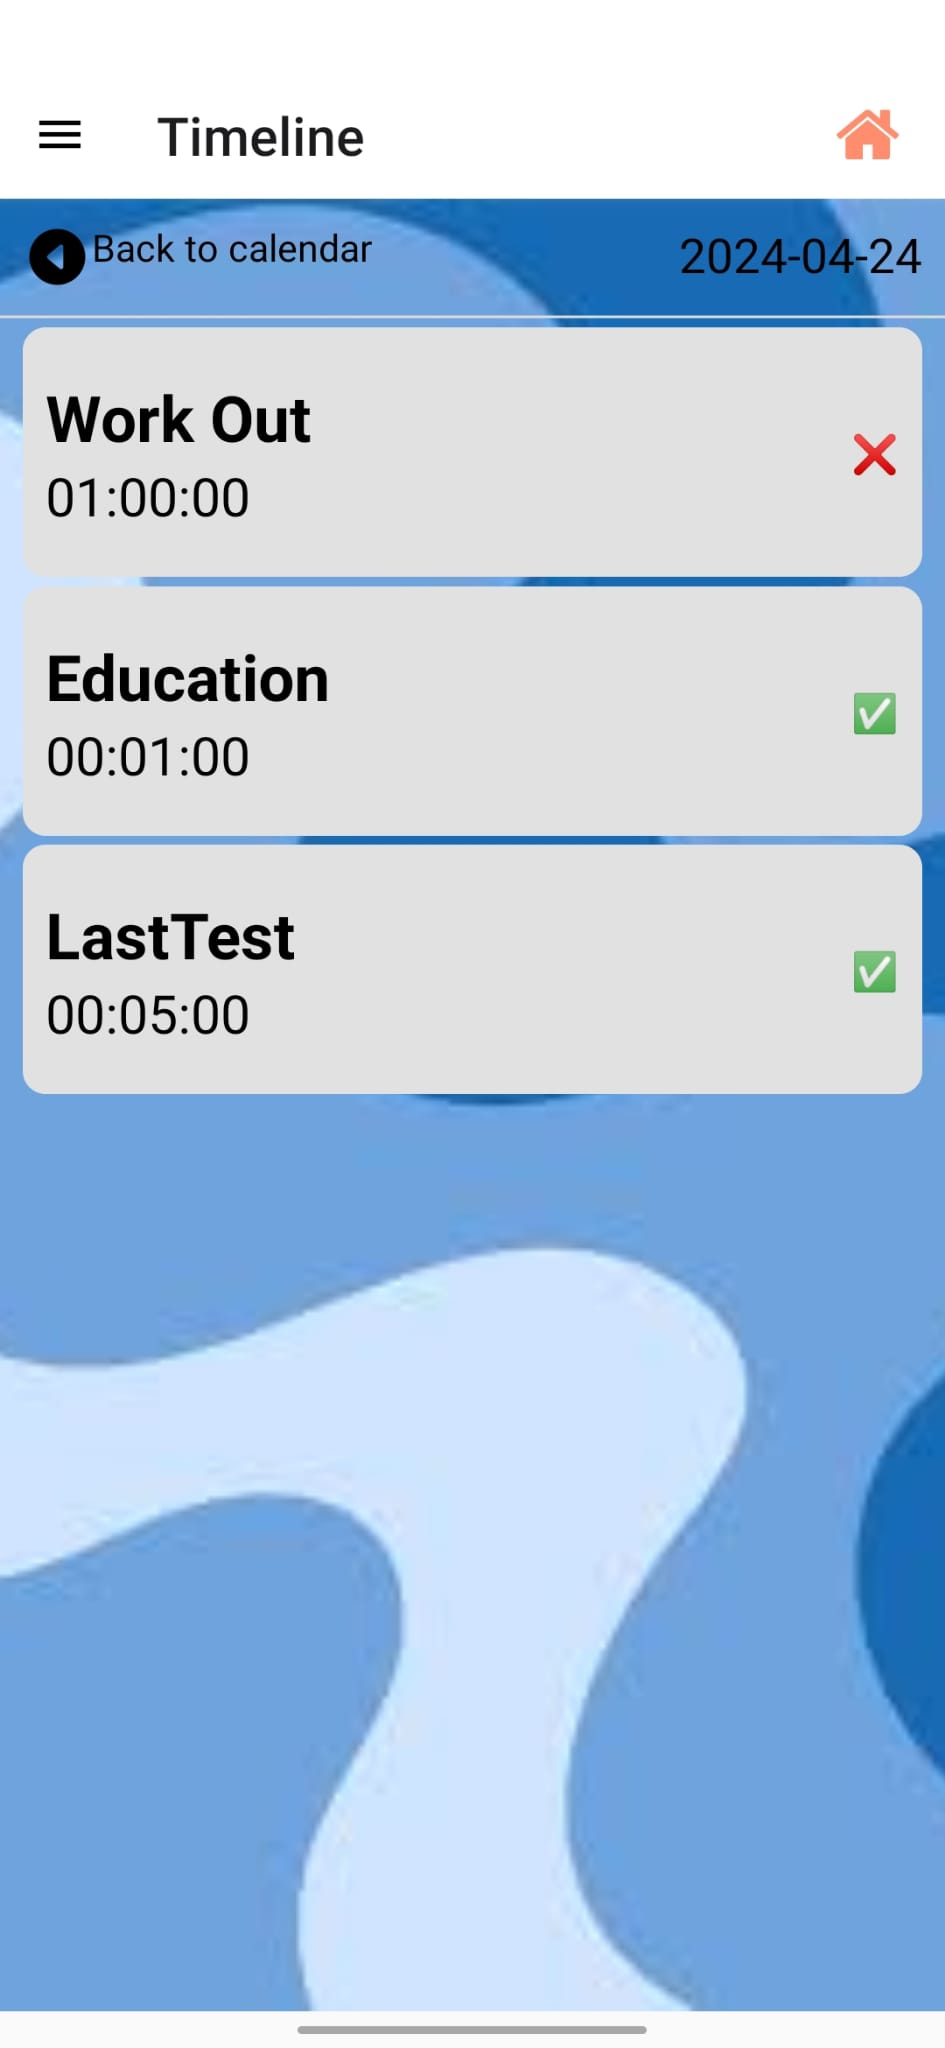 Timeline
Back to calendar
2024-04-24
Work Out
01:00:00
Education
00:01:00
LastTest
00:05:00